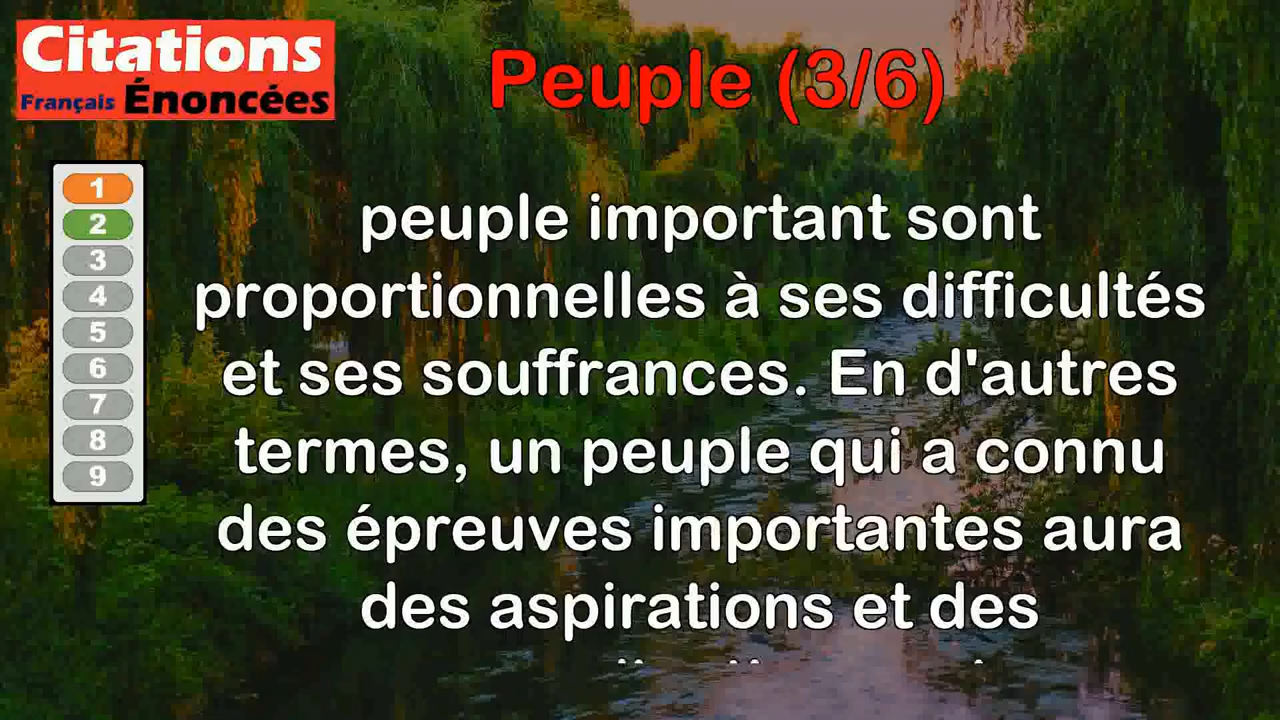 Citations
Français Énoncées
Peuple (3/6)
1
2
3
4
5
6
7
8
9
peuple important sont
proportionnelles à ses difficultés
et ses souffrances. En d'autres
termes, un peuple qui a connu
des épreuves importantes aura
des aspirations et des